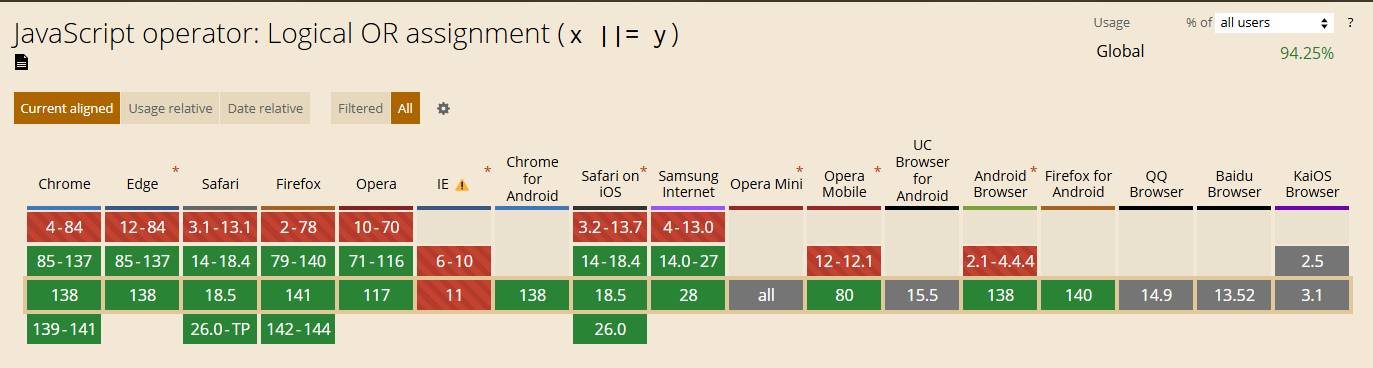 JavaScript operator: Logical OR assignment (x ||= y)
Usage % of all users ?
Global 94.25%
Current aligned Usage relative Date relative Filtered All
Chrome Edge * Safari Firefox Opera IE * Chrome for Android Safari on iOS * Samsung Internet Opera Mini * Opera Mobile * UC Browser for Android Android Browser * Firefox for Android QQ Browser Baidu Browser KaiOS Browser
4-84 12-84 3.1-13.1 2-78 10-70 3.2-13.7 4-13.0
85-137 85-137 14-18.4 79-140 71-116 6-10 14-18.4 14.0-27 12-12.1 2.1-4.4.4 2.5
138 138 18.5 141 117 11 138 18.5 28 all 80 15.5 138 140 14.9 13.52 3.1
139-141 26.0-TP 142-144 26.0